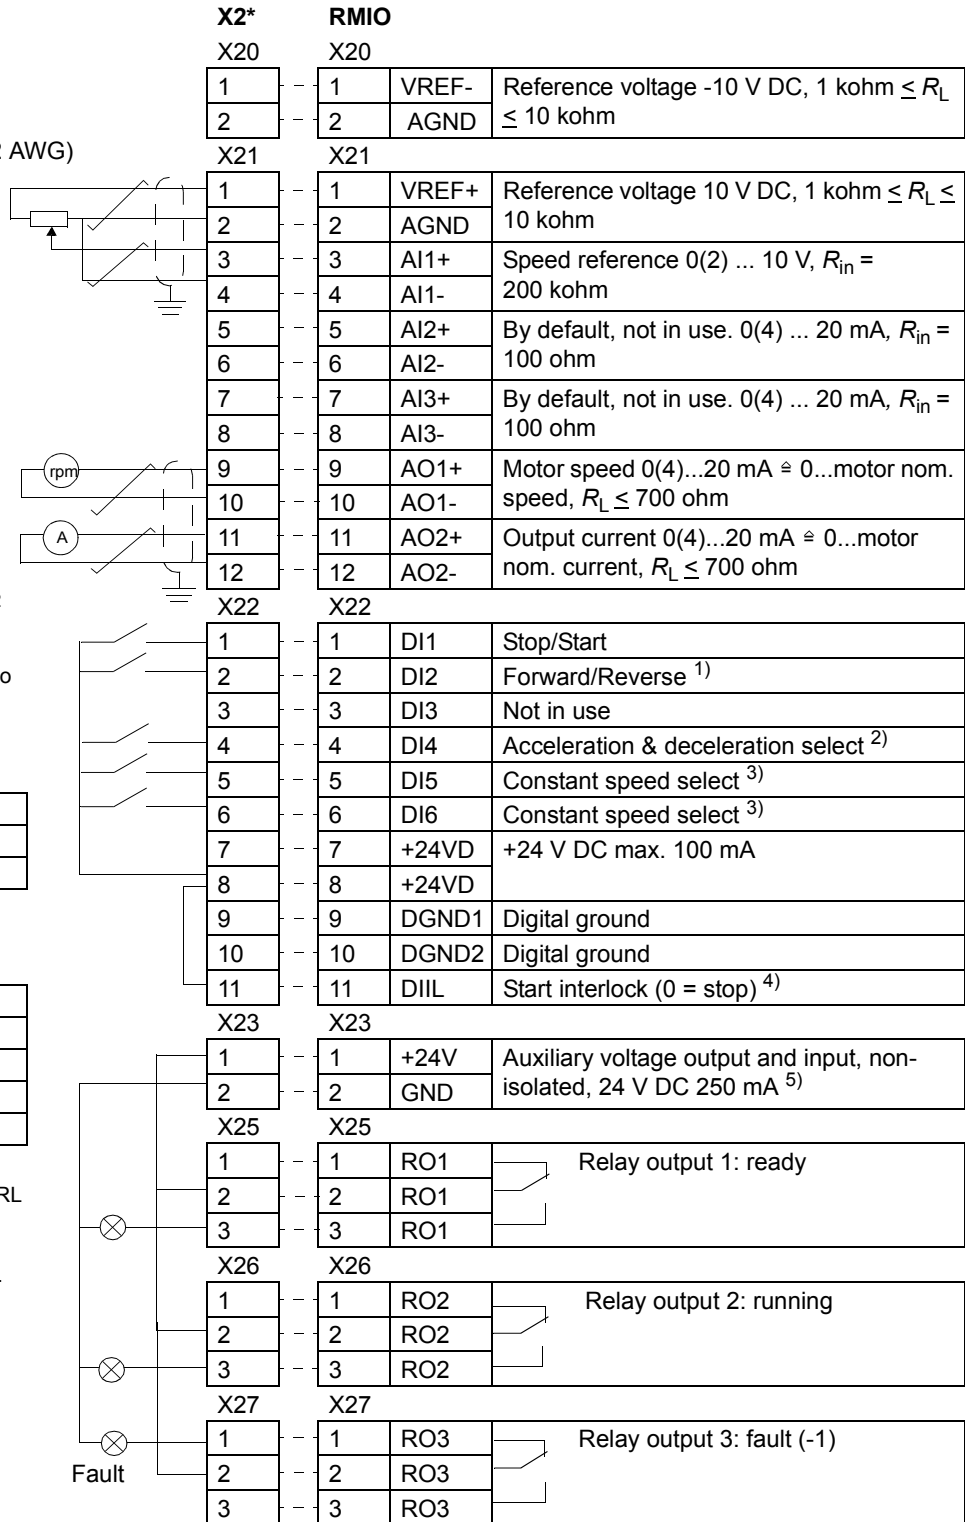 X2* RMIO
X20 X20
1 1 VREF- Reference voltage -10 V DC, 1 kohm ≤ RL
2 2 AGND ≤ 10 kohm
AWG)
X21 X21
1 1 VREF+ Reference voltage 10 V DC, 1 kohm ≤ RL ≤
2 2 AGND 10 kohm
3 3 AI1+ Speed reference 0(2) ... 10 V, Rin =
4 4 AI1- 200 kohm
5 5 AI2+ By default, not in use. 0(4) ... 20 mA, Rin =
6 6 AI2- 100 ohm
7 7 AI3+ By default, not in use. 0(4) ... 20 mA, Rin =
8 8 AI3- 100 ohm
rpm 9 9 AO1+ Motor speed 0(4)...20 mA ≙ 0...motor nom.
10 10 AO1- speed, RL ≤ 700 ohm
A 11 11 AO2+ Output current 0(4)...20 mA ≙ 0...motor
12 12 AO2- nom. current, RL ≤ 700 ohm
X22 X22
1 1 DI1 Stop/Start
o 2 2 DI2 Forward/Reverse 1)
3 3 DI3 Not in use
4 4 DI4 Acceleration & deceleration select 2)
5 5 DI5 Constant speed select 3)
6 6 DI6 Constant speed select 3)
7 7 +24VD +24 V DC max. 100 mA
8 8 +24VD
9 9 DGND1 Digital ground
10 10 DGND2 Digital ground
11 11 DIIL Start interlock (0 = stop) 4)
X23 X23
1 1 +24V Auxiliary voltage output and input, non-
2 2 GND isolated, 24 V DC 250 mA 5)
X25 X25
1 1 RO1 Relay output 1: ready
RL 2 2 RO1
3 3 RO1
X26 X26
1 1 RO2 Relay output 2: running
2 2 RO2
3 3 RO2
X27 X27
1 1 RO3 Relay output 3: fault (-1)
Fault 2 2 RO3
3 3 RO3